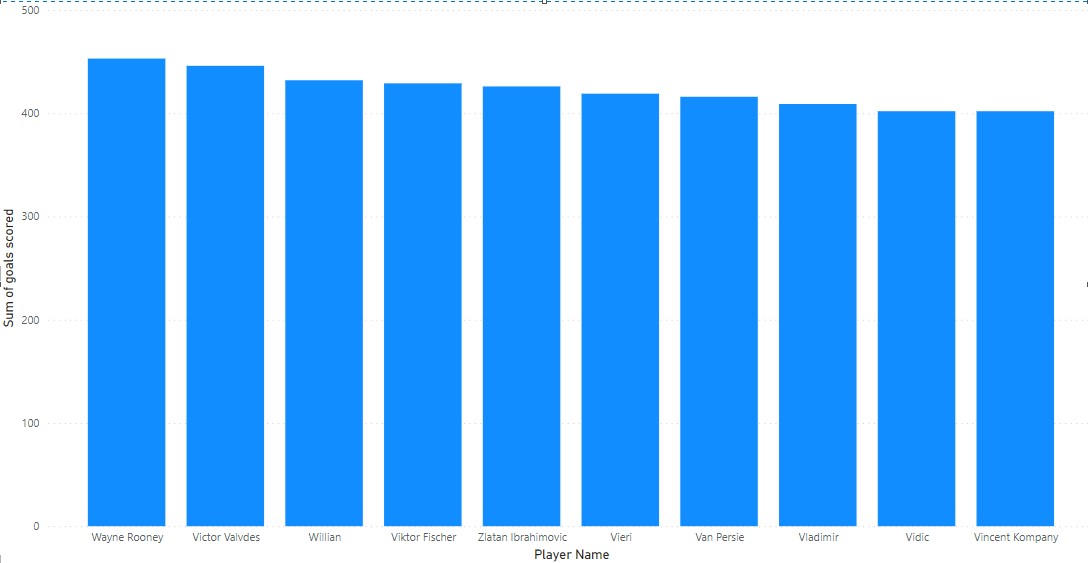 500
400
300
200
100
0
Sum of goals scored
Wayne Rooney Victor Valvdes Willian Viktor Fischer Zlatan Ibrahimovic Vieri Van Persie Vladimir Vidic Vincent Kompany
Player Name